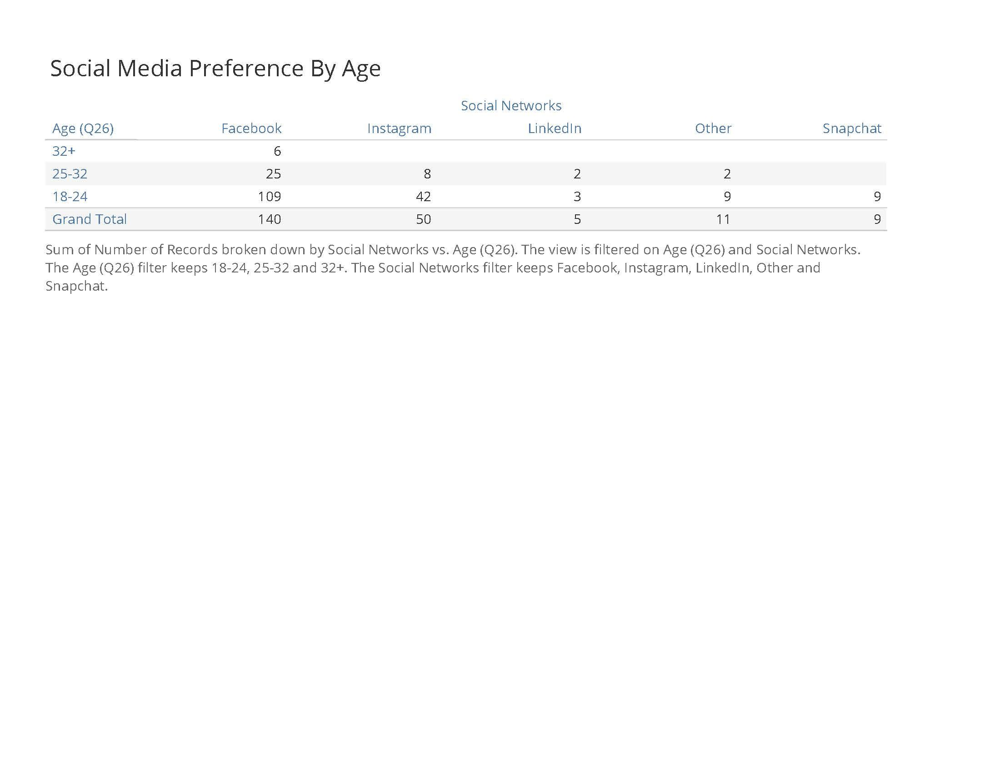 Social Media Preference By Age
Social Networks
Age (Q26) Facebook Instagram LinkedIn Other Snapchat
32+ 6
25-32 25 8 2 2
18-24 109 42 3 9 9
Grand Total 140 50 5 11 9
Sum of Number of Records broken down by Social Networks vs. Age (Q26). The view is filtered on Age (Q26) and Social Networks.
The Age (Q26) filter keeps 18-24, 25-32 and 32+. The Social Networks filter keeps Facebook, Instagram, LinkedIn, Other and
Snapchat.